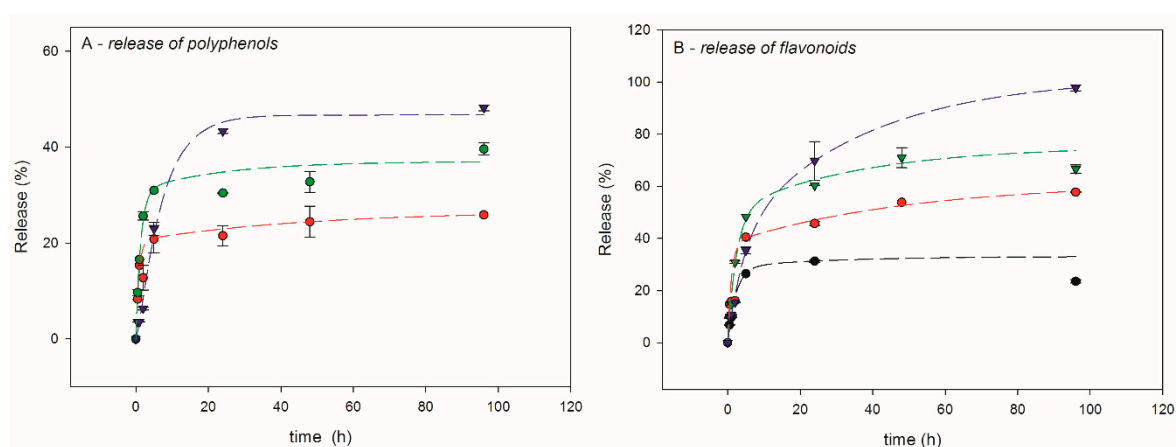 A - release of polyphenols
60
40
20
0
Release (%)
0 20 40 60 80 100 120
time (h)
B - release of flavonoids
120
100
80
60
40
20
0
Release (%)
0 20 40 60 80 100 120
time (h)